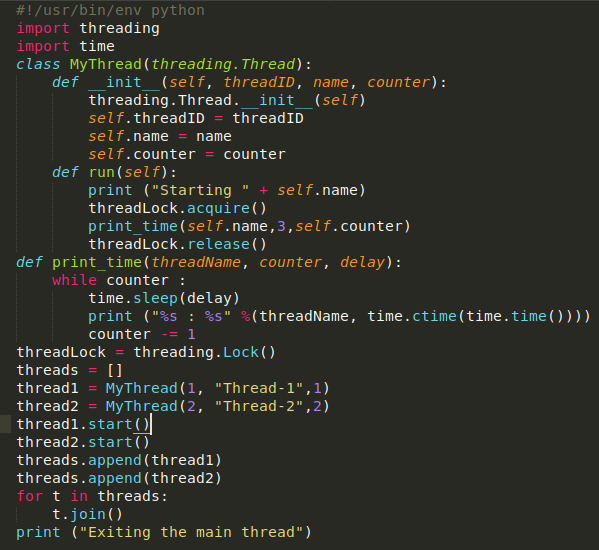 #!/usr/bin/env python
import threading
import time
class MyThread(threading.Thread):
    def __init__(self, threadID, name, counter):
        threading.Thread.__init__(self)
        self.threadID = threadID
        self.name = name
        self.counter = counter
    def run(self):
        print ("Starting " + self.name)
        threadLock.acquire()
        print_time(self.name,3,self.counter)
        threadLock.release()
def print_time(threadName, counter, delay):
    while counter :
        time.sleep(delay)
        print ("%s : %s" %(threadName, time.ctime(time.time())))
        counter -= 1
threadLock = threading.Lock()
threads = []
thread1 = MyThread(1, "Thread-1",1)
thread2 = MyThread(2, "Thread-2",2)
thread1.start()
thread2.start()
threads.append(thread1)
threads.append(thread2)
for t in threads:
    t.join()
print ("Exiting the main thread")